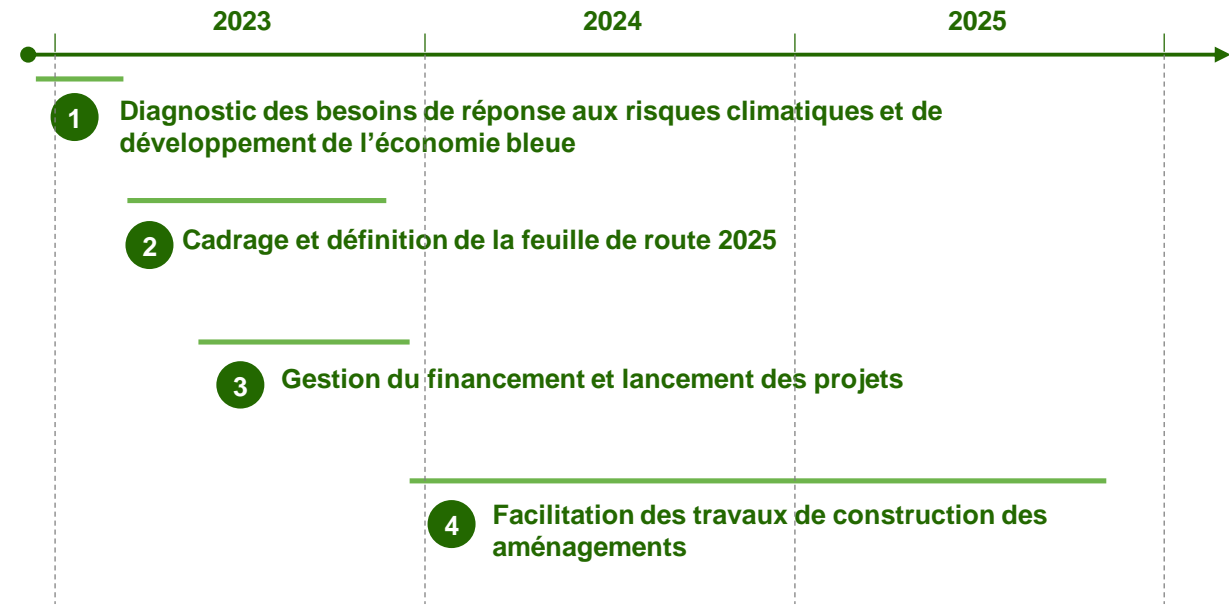 2023 2024 2025
1 Diagnostic des besoins de réponse aux risques climatiques et de
développement de l’économie bleue
2 Cadrage et définition de la feuille de route 2025
3 Gestion du financement et lancement des projets
4 Facilitation des travaux de construction des
aménagements